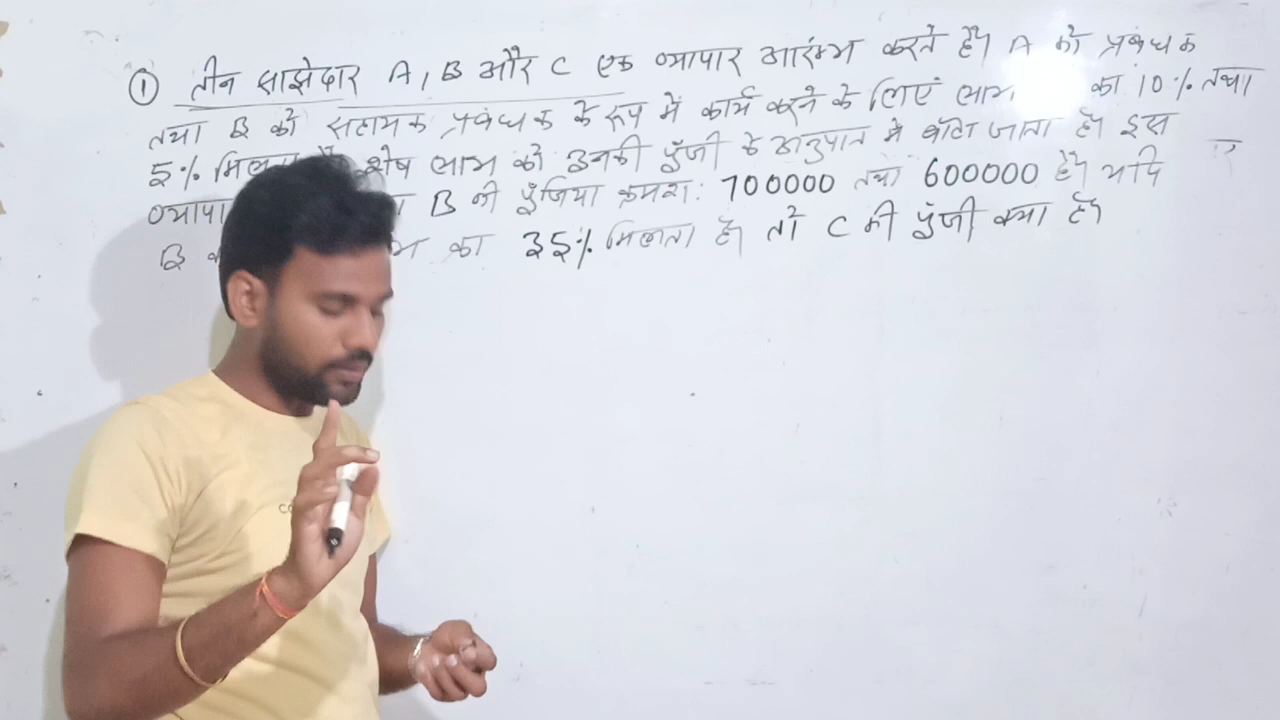 ① तीन साझेदार A, B और C एक व्यापार आरंम्भ करते हैं। A को प्रबंधक
तथा B को सहायक प्रबंधक के रूप में कार्य करने के लिएं लाभ का 10% तथा
5% शेष लाभ को इनकी पूँजी के अनुपात में बाँटा जाता है। इस
B की पूँजिया क्रमश: 700000 तथा 600000 है। यदि
B का 35% मिलता है। तो C की पूँजी क्या है।